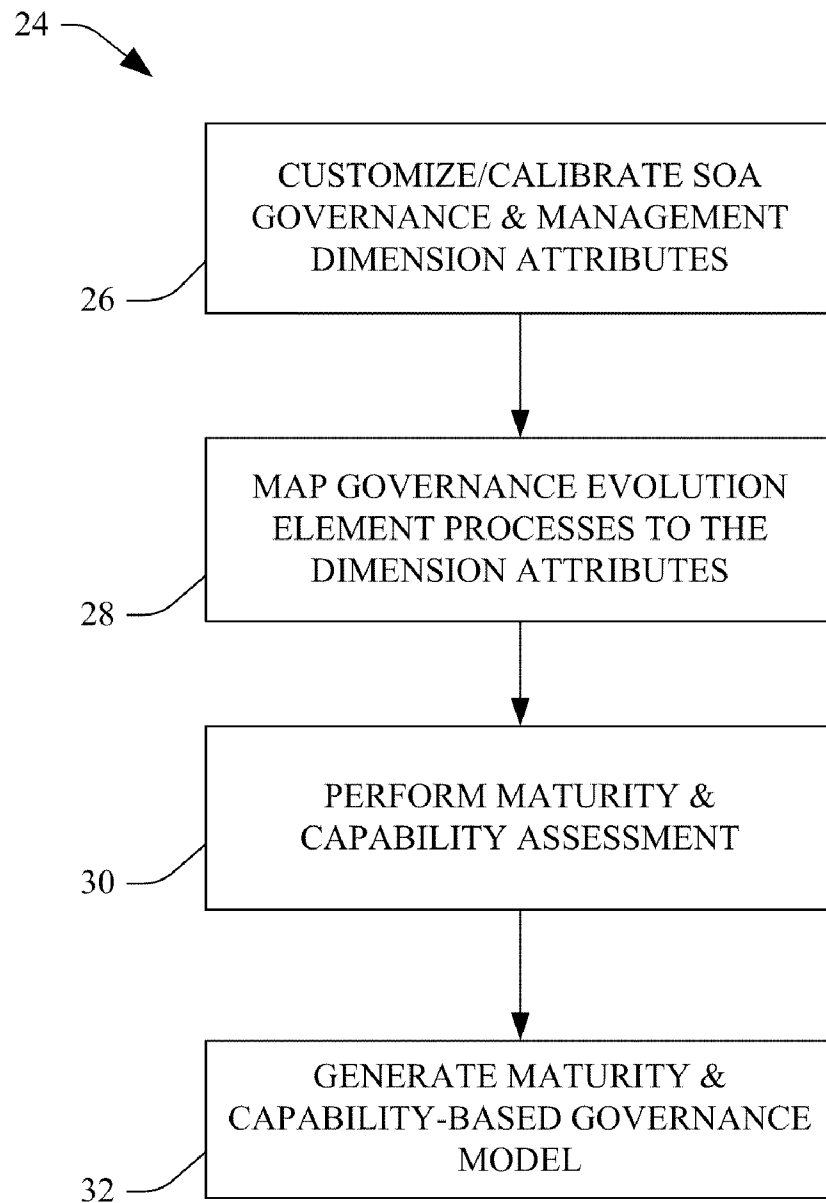 24
CUSTOMIZE/CALIBRATE SOA
GOVERNANCE & MANAGEMENT
DIMENSION ATTRIBUTES
26
MAP GOVERNANCE EVOLUTION
ELEMENT PROCESSES TO THE
DIMENSION ATTRIBUTES
28
PERFORM MATURITY &
CAPABILITY ASSESSMENT
30
GENERATE MATURITY &
CAPABILITY-BASED GOVERNANCE
MODEL
32